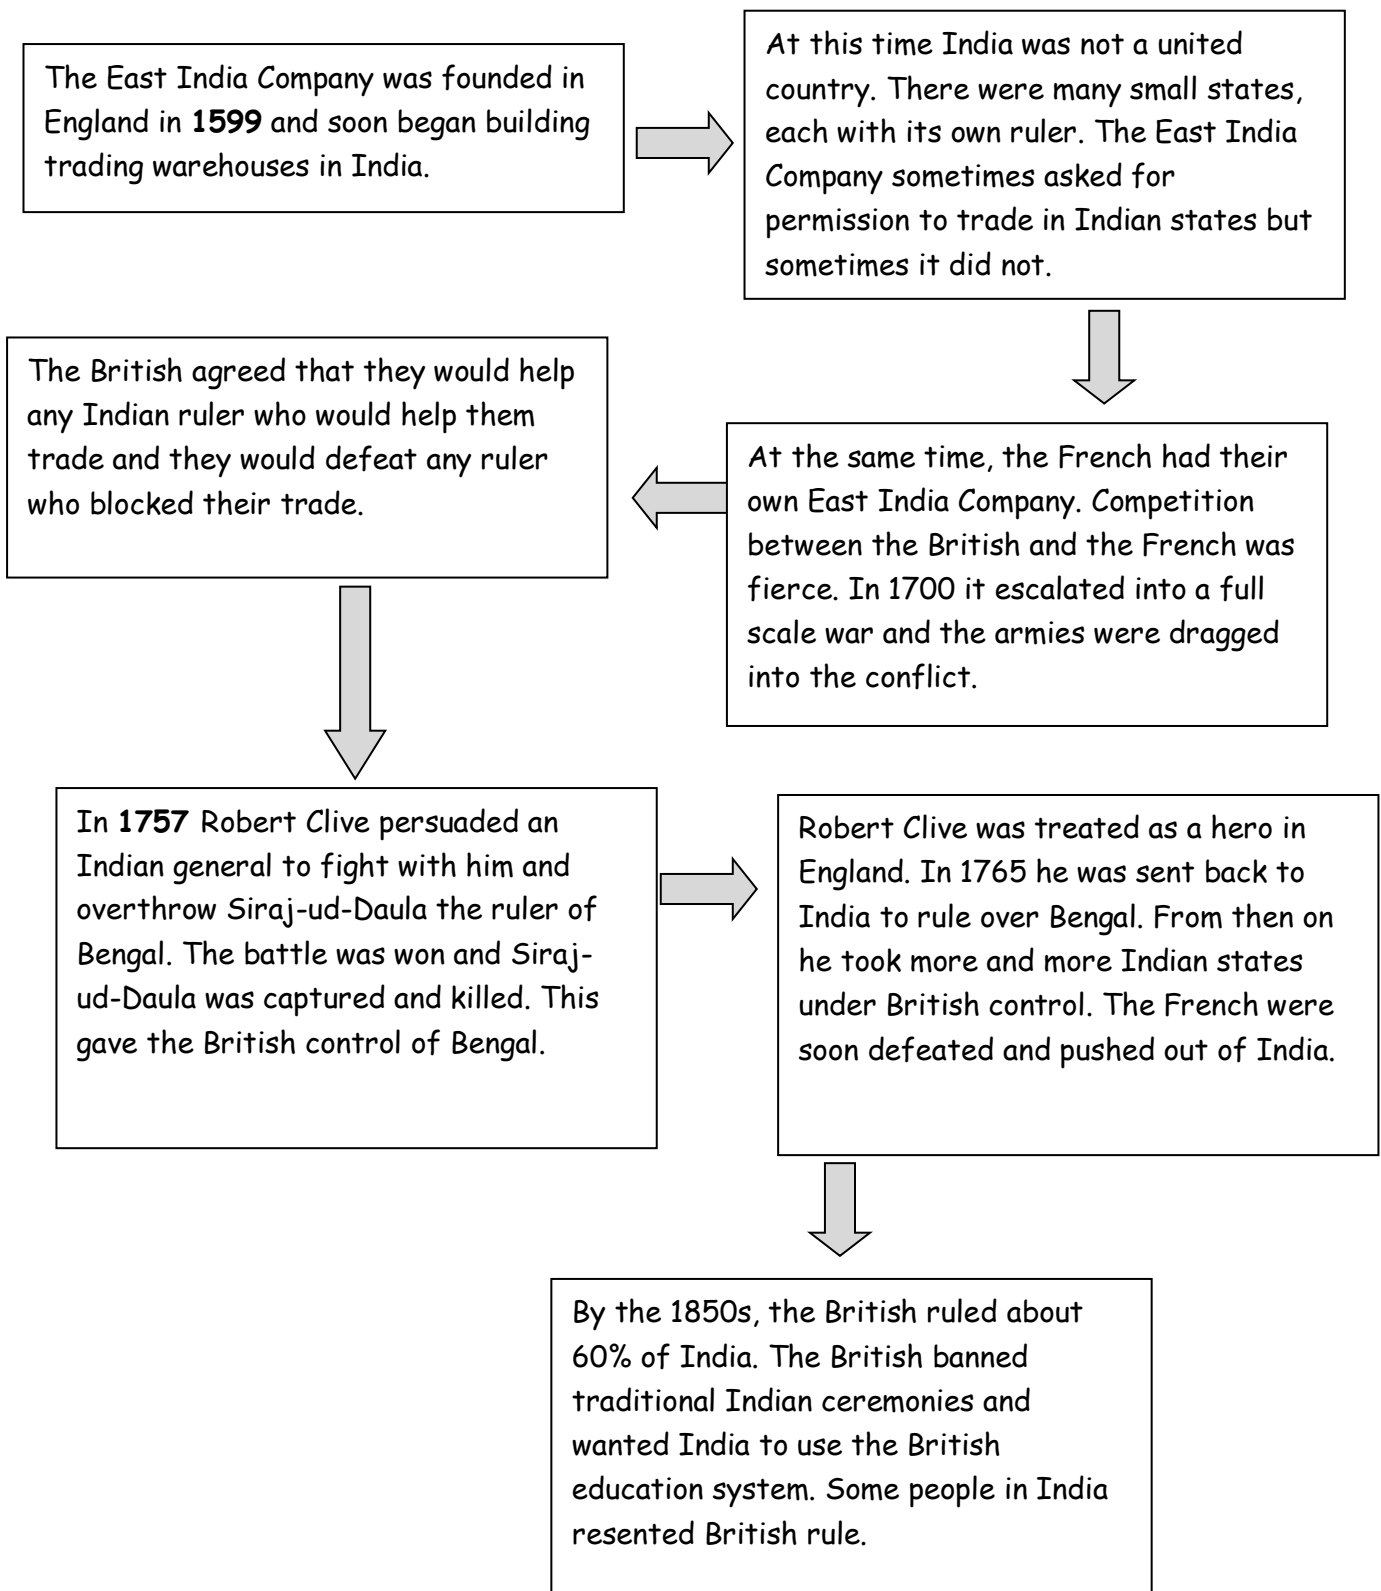 The East India Company was founded in
England in 1599 and soon began building
trading warehouses in India.
At this time India was not a united
country. There were many small states,
each with its own ruler. The East India
Company sometimes asked for
permission to trade in Indian states but
sometimes it did not.
At the same time, the French had their
own East India Company. Competition
between the British and the French was
fierce. In 1700 it escalated into a full
scale war and the armies were dragged
into the conflict.
The British agreed that they would help
any Indian ruler who would help them
trade and they would defeat any ruler
who blocked their trade.
In 1757 Robert Clive persuaded an
Indian general to fight with him and
overthrow Siraj-ud-Daula the ruler of
Bengal. The battle was won and Siraj-
ud-Daula was captured and killed. This
gave the British control of Bengal.
Robert Clive was treated as a hero in
England. In 1765 he was sent back to
India to rule over Bengal. From then on
he took more and more Indian states
under British control. The French were
soon defeated and pushed out of India.
By the 1850s, the British ruled about
60% of India. The British banned
traditional Indian ceremonies and
wanted India to use the British
education system. Some people in India
resented British rule.